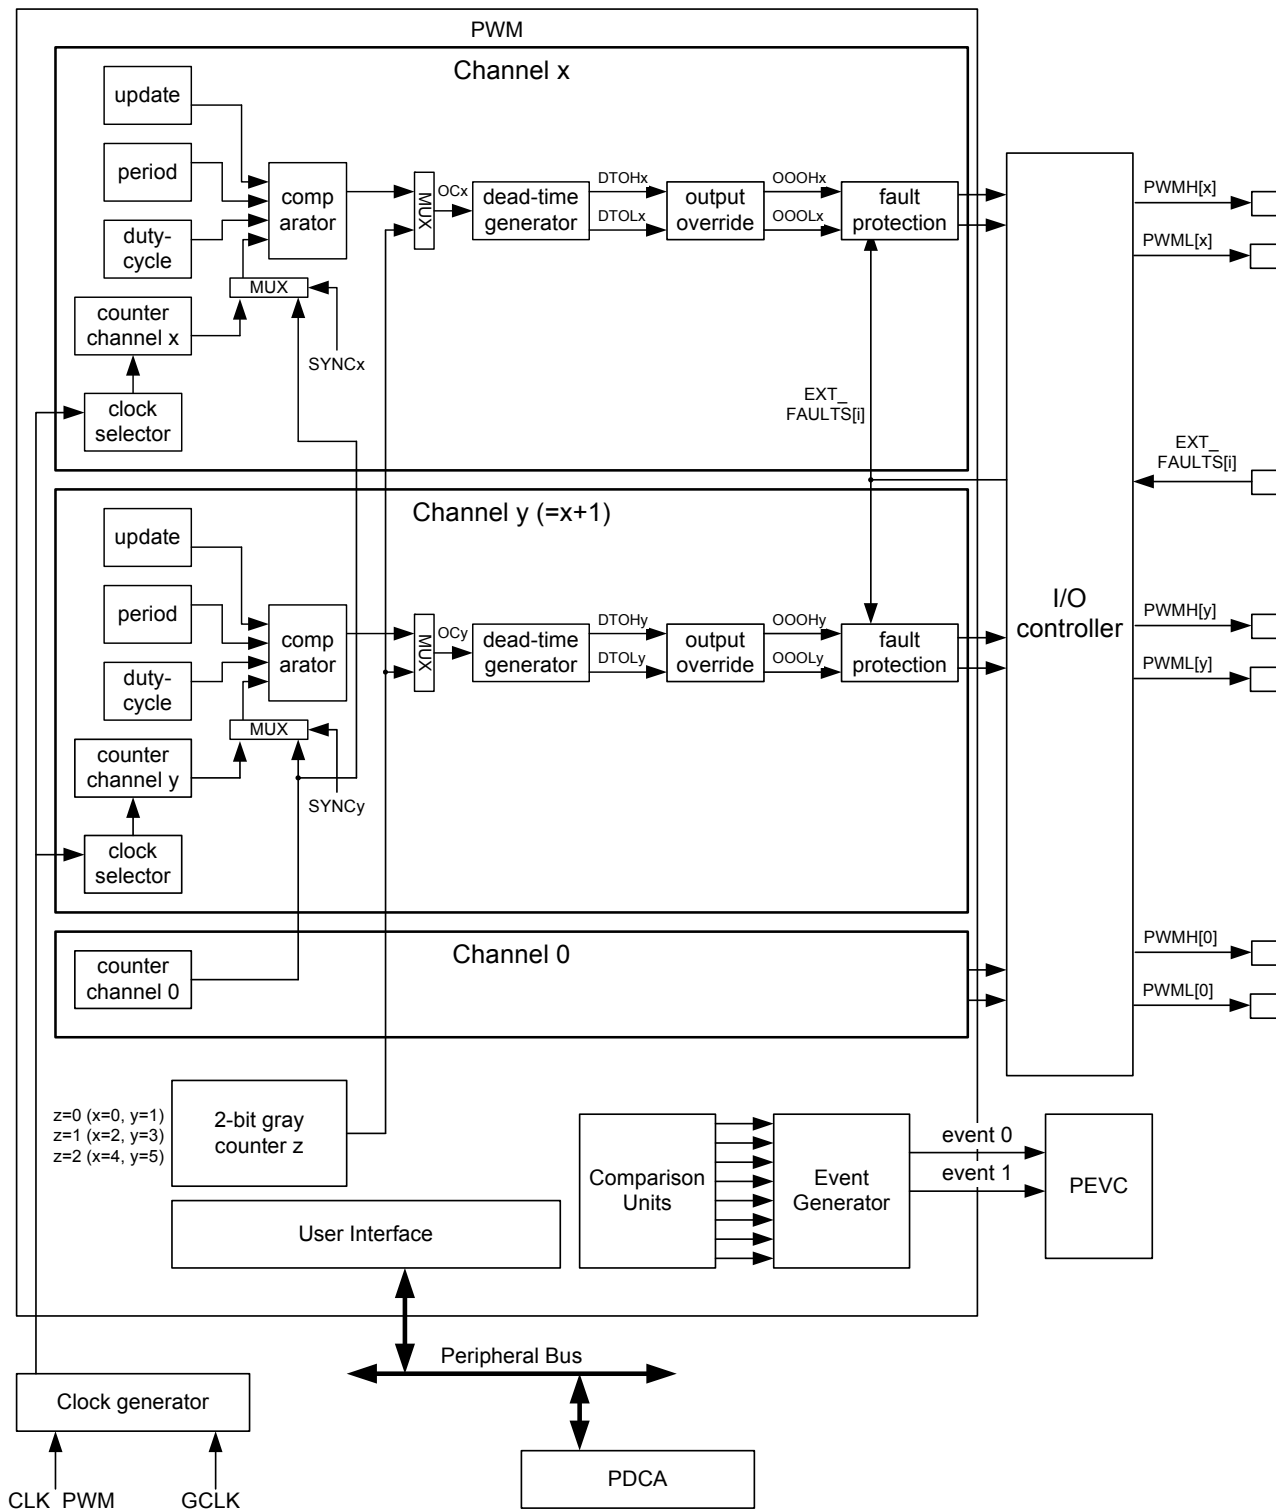 PWM
Channel x
update
period
duty-
cycle
comp
arator
MUX
counter
channel x
clock
selector
SYNCx
MUX
OCx
dead-time
generator
DTOHx
DTOLx
output
override
OOOHx
OOOLx
fault
protection
EXT_
FAULTS[i]
PWMH[x]
PWML[x]
EXT_
FAULTS[i]
I/O
controller
Channel y (=x+1)
update
period
duty-
cycle
comp
arator
MUX
counter
channel y
clock
selector
SYNCy
MUX
OCy
dead-time
generator
DTOHy
DTOLy
output
override
OOOHy
OOOLy
fault
protection
PWMH[y]
PWML[y]
Channel 0
counter
channel 0
PWMH[0]
PWML[0]
z=0 (x=0, y=1)
z=1 (x=2, y=3)
z=2 (x=4, y=5)
2-bit gray
counter z
Comparison
Units
Event
Generator
event 0
event 1
PEVC
User Interface
Peripheral Bus
Clock generator
PDCA
CLK_PWM
GCLK